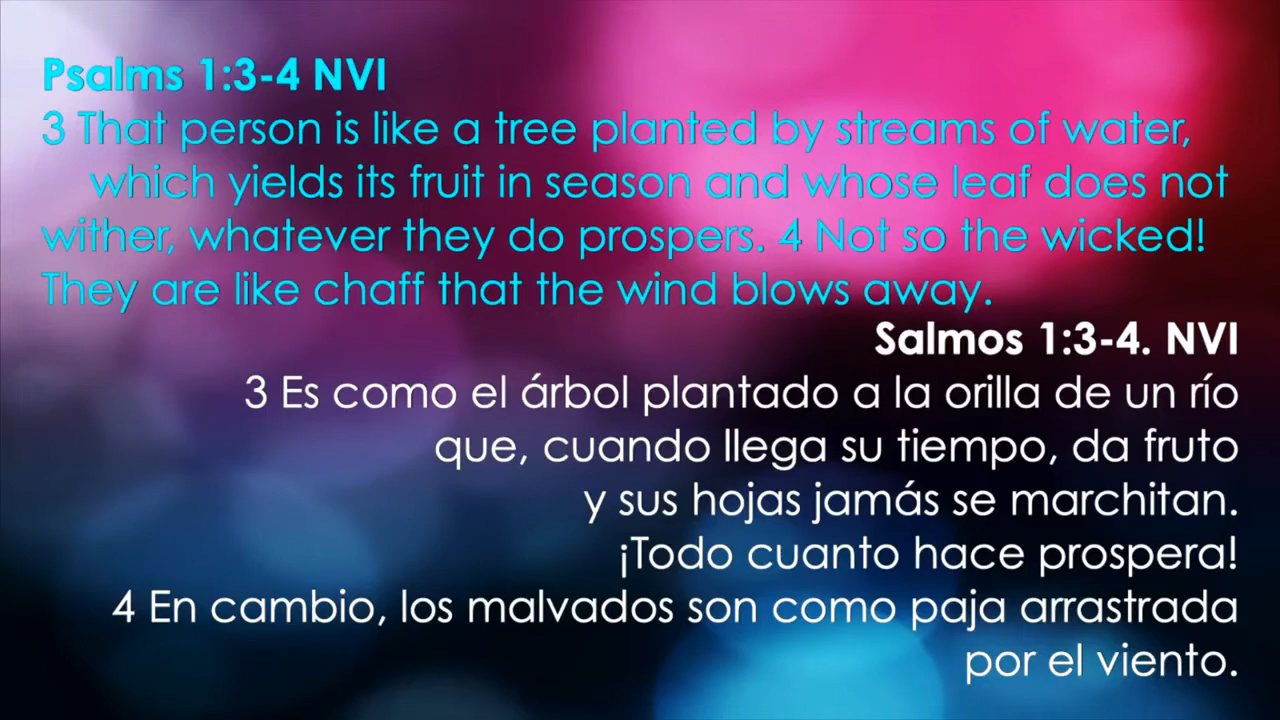 Psalms 1:3-4 NVI
3 That person is like a tree planted by streams of water,
which yields its fruit in season and whose leaf does not
wither, whatever they do prospers. 4 Not so the wicked!
They are like chaff that the wind blows away.
Salmos 1:3-4. NVI
3 Es como el árbol plantado a la orilla de un río
que, cuando llega su tiempo, da fruto
y sus hojas jamás se marchitan.
¡Todo cuanto hace prospera!
4 En cambio, los malvados son como paja arrastrada
por el viento.